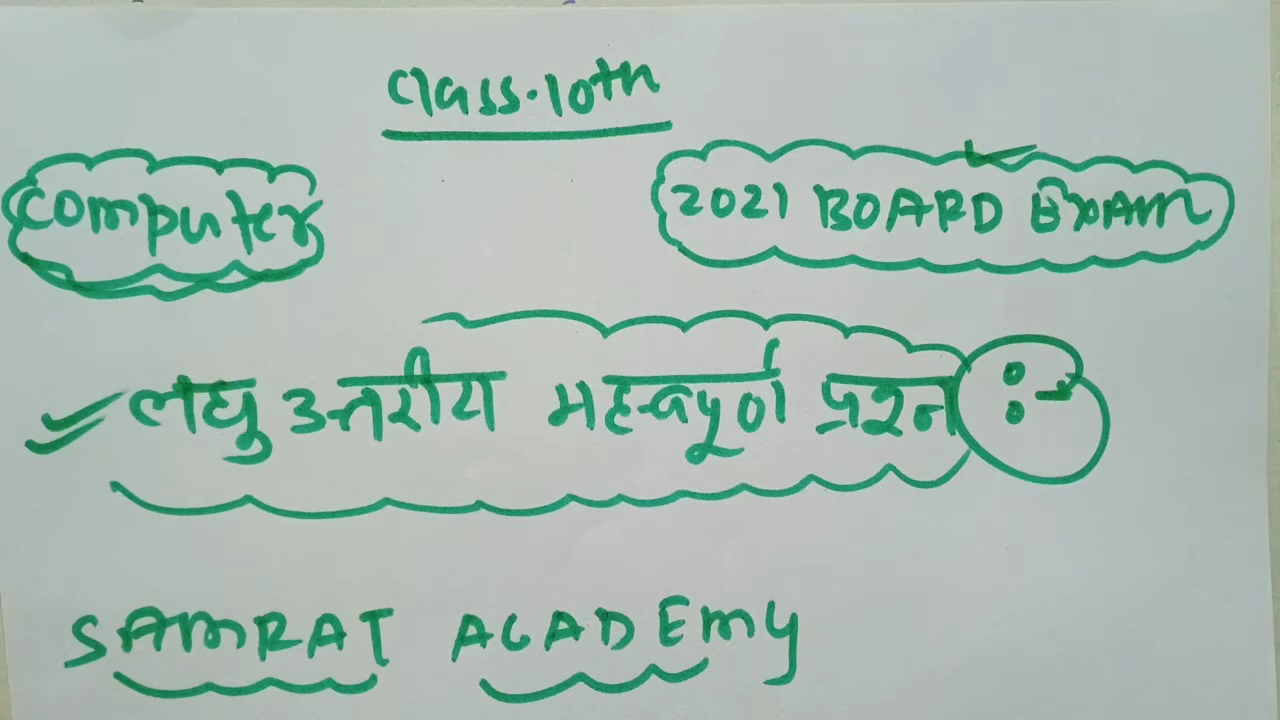 Class.10th
Computer
2021 BOARD EXAM
लघु उत्तरीय महत्वपूर्ण प्रश्न :-
SAMRAT ACADEMY